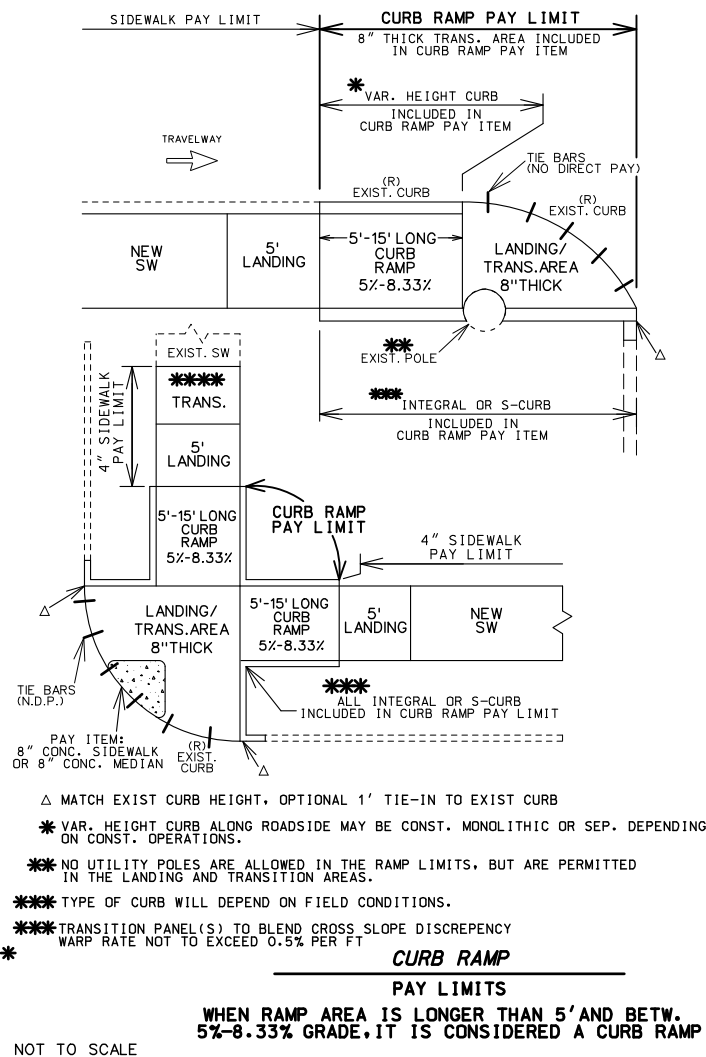 SIDEWALK PAY LIMIT
CURB RAMP PAY LIMIT
8" THICK TRANS. AREA INCLUDED
IN CURB RAMP PAY ITEM
*
VAR. HEIGHT CURB
INCLUDED IN
CURB RAMP PAY ITEM
TRAVELWAY
TIE BARS
(NO DIRECT PAY)
(R)
EXIST. CURB
(R)
EXIST. CURB
NEW
SW
5'
LANDING
5'-15' LONG
CURB
RAMP
5%-8.33%
LANDING/
TRANS.AREA
8"THICK
**
EXIST. POLE
△
***
INTEGRAL OR S-CURB
INCLUDED IN
CURB RAMP PAY ITEM
EXIST. SW
****
TRANS.
4" SIDEWALK
PAY LIMIT
5'
LANDING
5'-15' LONG
CURB
RAMP
5%-8.33%
CURB RAMP
PAY LIMIT
4" SIDEWALK
PAY LIMIT
△
LANDING/
TRANS.AREA
8"THICK
5'-15' LONG
CURB
RAMP
5%-8.33%
5'
LANDING
NEW
SW
TIE BARS
(N.D.P.)
***
ALL INTEGRAL OR S-CURB
INCLUDED IN CURB RAMP PAY LIMIT
PAY ITEM:
8" CONC. SIDEWALK
OR 8" CONC. MEDIAN
(R)
EXIST.
CURB
△
△ MATCH EXIST CURB HEIGHT, OPTIONAL 1' TIE-IN TO EXIST CURB
* VAR. HEIGHT CURB ALONG ROADSIDE MAY BE CONST. MONOLITHIC OR SEP. DEPENDING
ON CONST. OPERATIONS.
** NO UTILITY POLES ARE ALLOWED IN THE RAMP LIMITS, BUT ARE PERMITTED
IN THE LANDING AND TRANSITION AREAS.
*** TYPE OF CURB WILL DEPEND ON FIELD CONDITIONS.
*** TRANSITION PANEL(S) TO BLEND CROSS SLOPE DISCREPENCY
WARP RATE NOT TO EXCEED 0.5% PER FT
*
CURB RAMP
PAY LIMITS
WHEN RAMP AREA IS LONGER THAN 5'AND BETW.
5%-8.33% GRADE, IT IS CONSIDERED A CURB RAMP
NOT TO SCALE